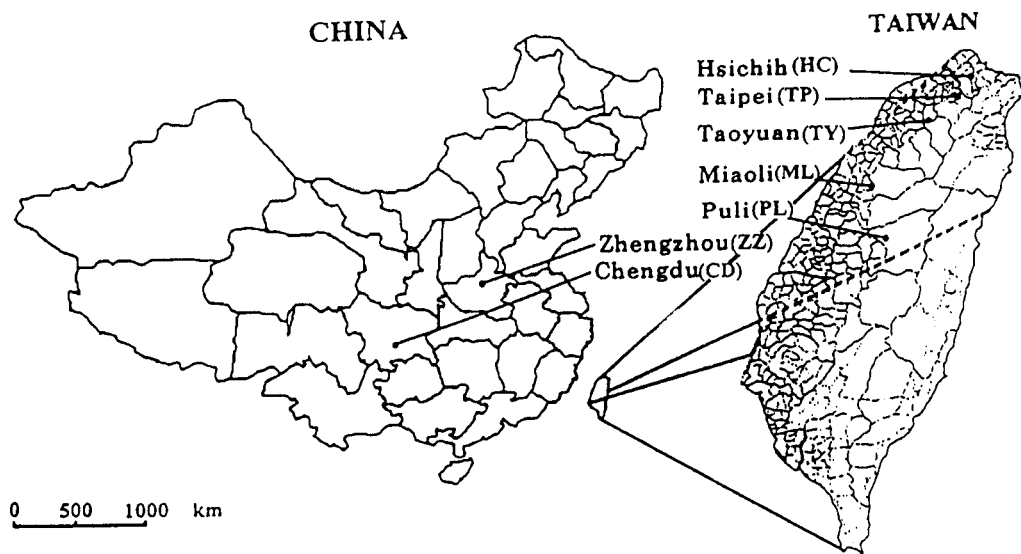 CHINA
TAIWAN
Hsichih(HC)
Taipei(TP)
Taoyuan(TY)
Miaoli(ML)
Puli(PL)
Zhengzhou(ZZ)
Chengdu(CD)
0 500 1000 km